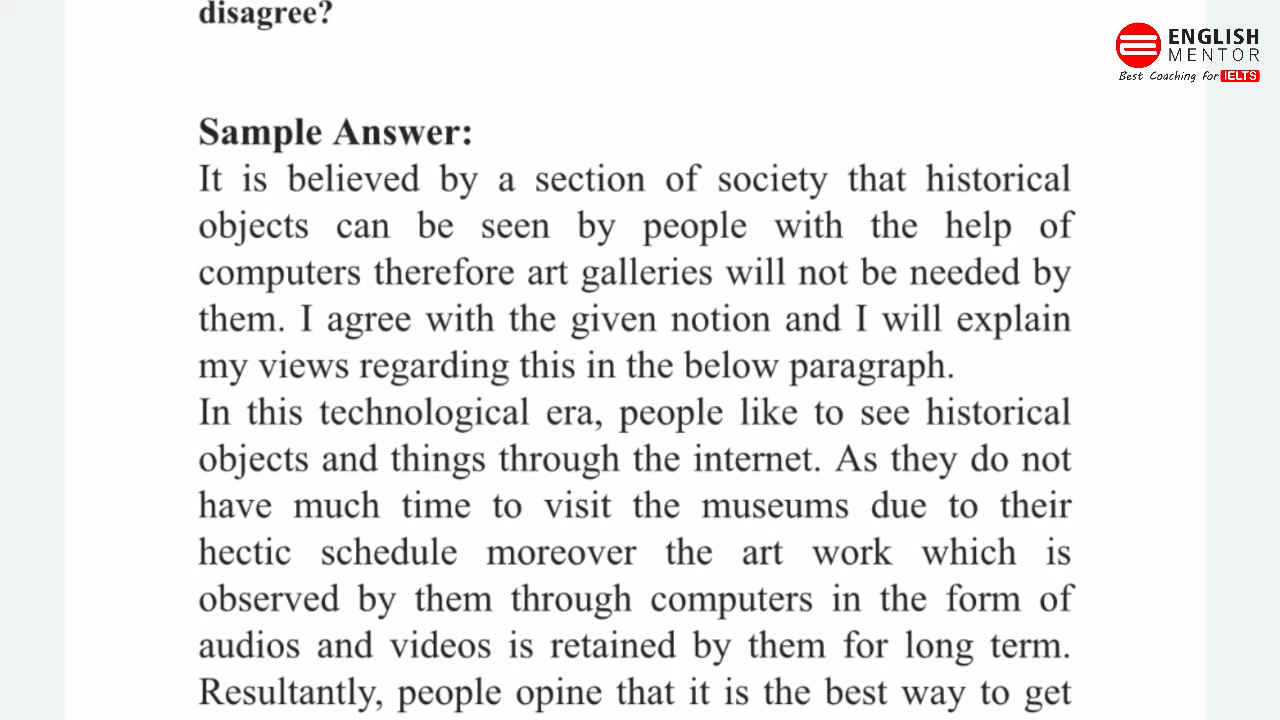 disagree?
ENGLISH
MENTOR
Best Coaching for IELTS
Sample Answer:
It is believed by a section of society that historical
objects can be seen by people with the help of
computers therefore art galleries will not be needed by
them. I agree with the given notion and I will explain
my views regarding this in the below paragraph.
In this technological era, people like to see historical
objects and things through the internet. As they do not
have much time to visit the museums due to their
hectic schedule moreover the art work which is
observed by them through computers in the form of
audios and videos is retained by them for long term.
Resultantly, people opine that it is the best way to get